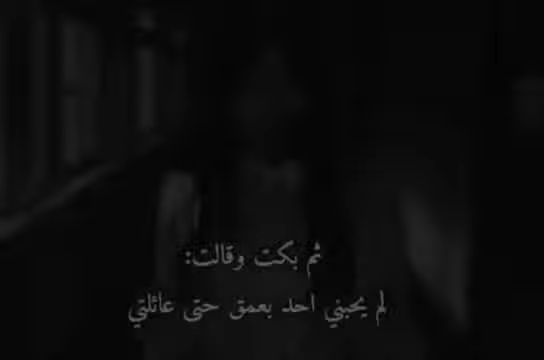 ثم بكت وقالت:
لم يحبني احد بعمق حتى عائلتي